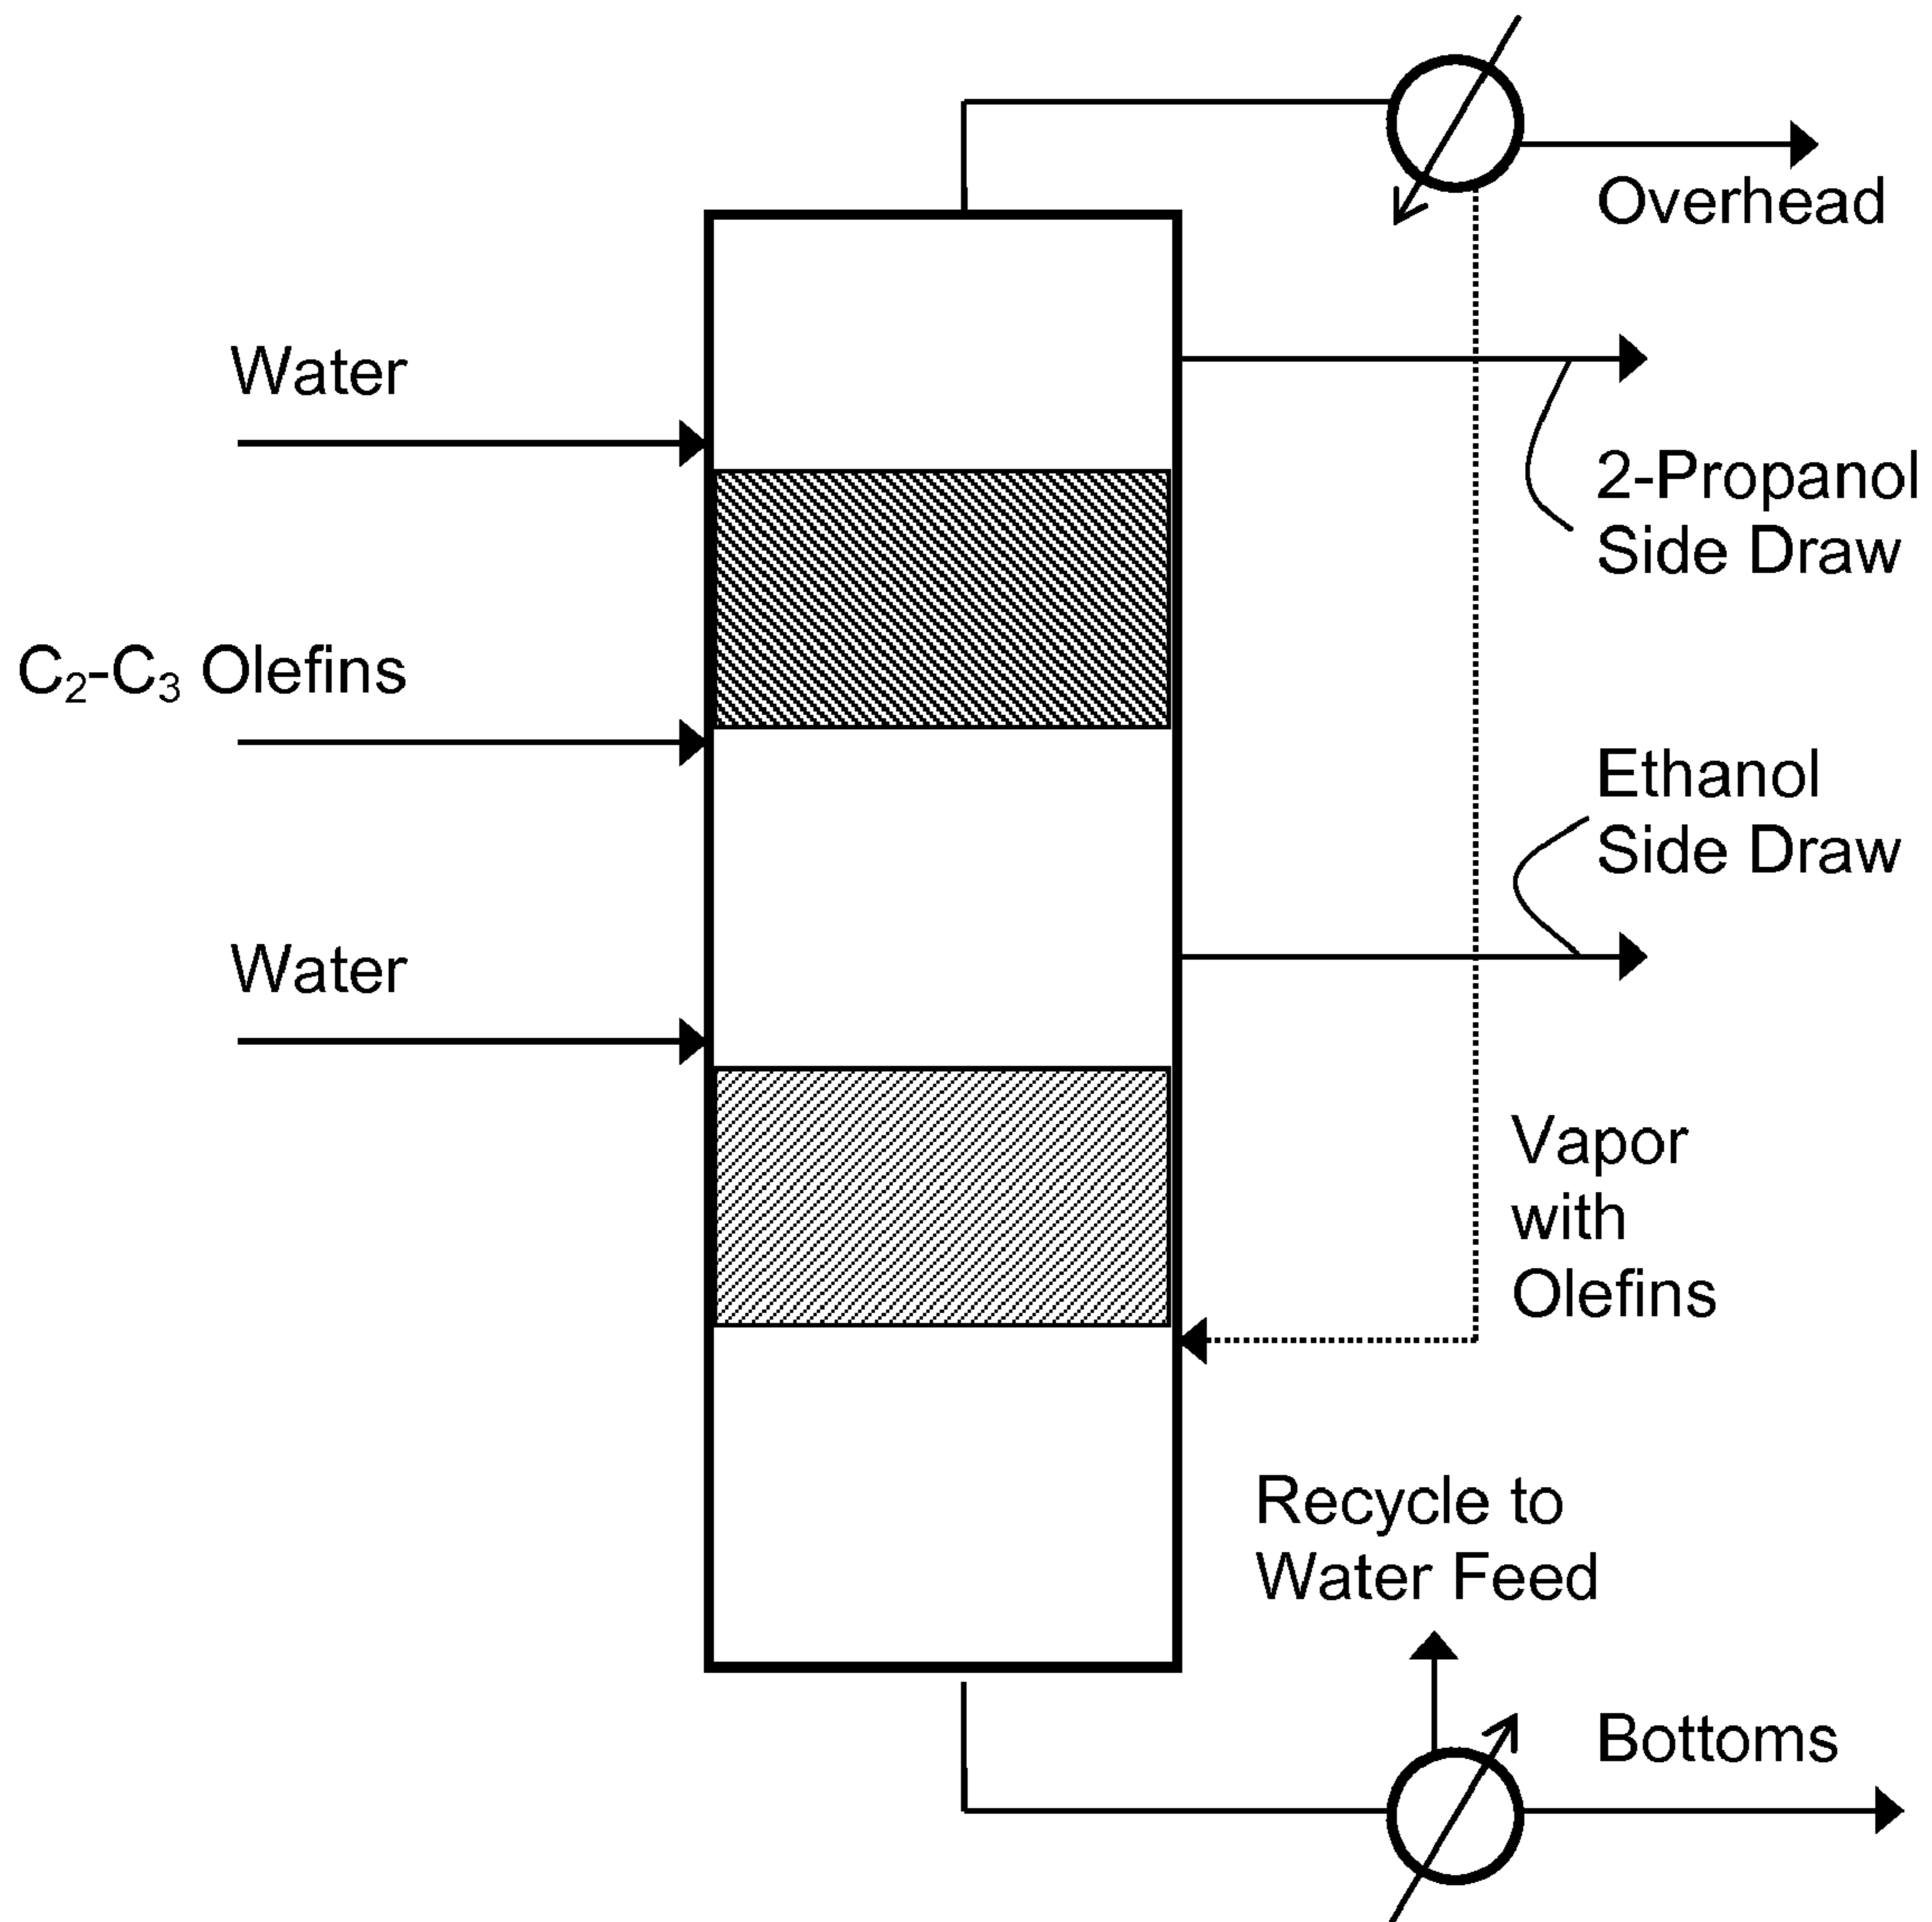 Overhead
Water
2-Propanol
Side Draw
C₂-C₃ Olefins
Ethanol
Side Draw
Water
Vapor
with
Olefins
Recycle to
Water Feed
Bottoms